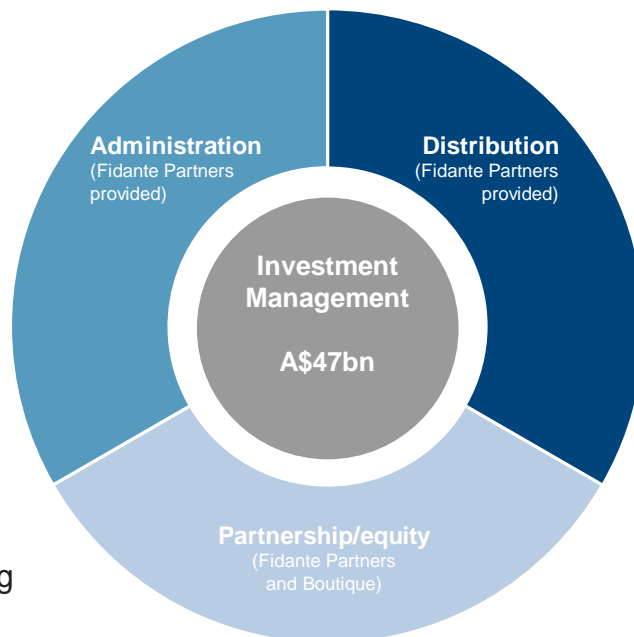 Administration
(Fidante Partners
provided)
Distribution
(Fidante Partners
provided)
Investment
Management
A$47bn
Partnership/equity
(Fidante Partners
and Boutique)
g